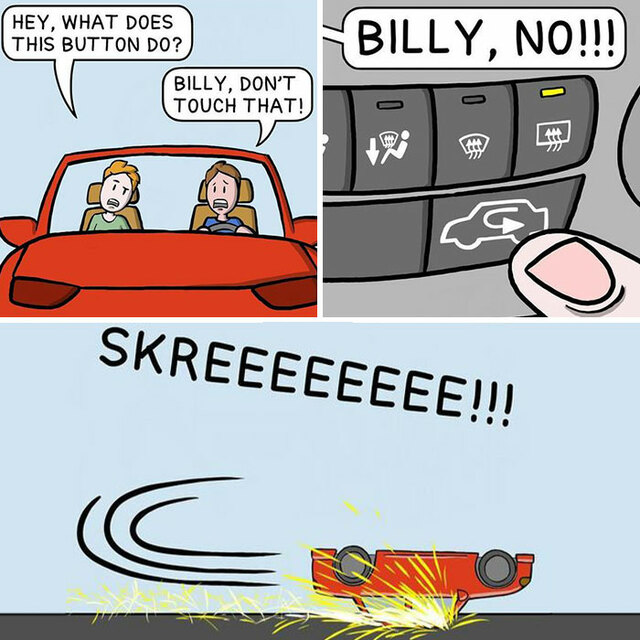 HEY, WHAT DOES
THIS BUTTON DO?
BILLY, DON'T
TOUCH THAT!
BILLY, NO!!!
SKREEEEEEEEE!!!